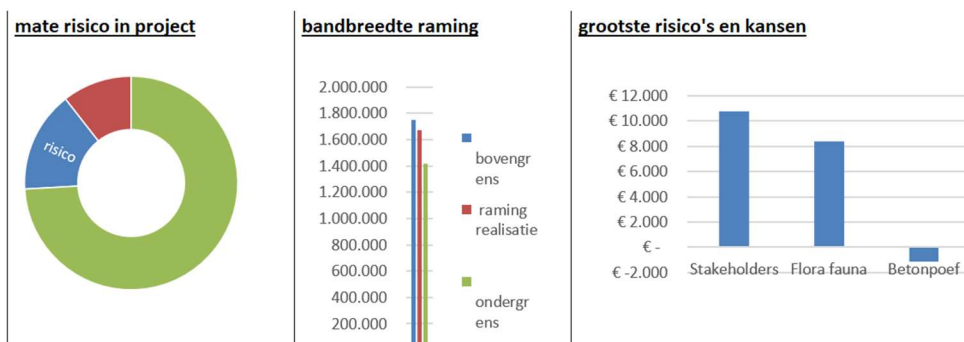 mate risico in project
risico
bandbreedte raming
2.000.000
1.800.000
1.600.000
1.400.000
1.200.000
1.000.000
800.000
600.000
400.000
200.000
bovengr
ens
raming
realisatie
ondergr
ens
grootste risico's en kansen
€ 12.000
€ 10.000
€ 8.000
€ 6.000
€ 4.000
€ 2.000
€ -
€ -2.000
Stakeholders Flora fauna Betonpoef